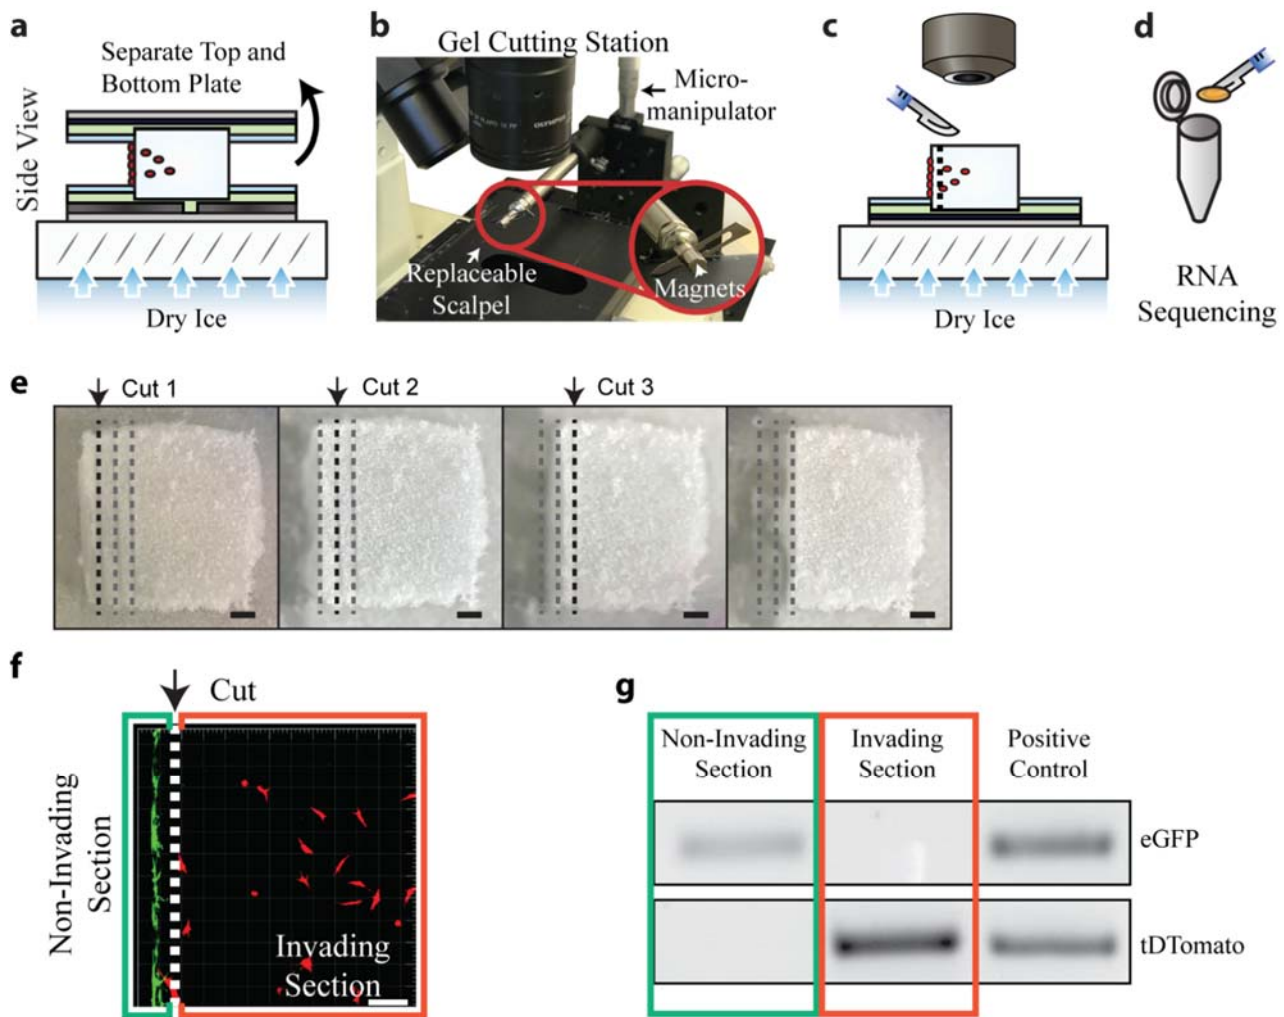 a
Separate Top and
Bottom Plate
Side View
Dry Ice
b
Gel Cutting Station
Micro-
manipulator
OLYMPUS
Replaceable
Scalpel
Magnets
c
Dry Ice
d
RNA
Sequencing
e
Cut 1
Cut 2
Cut 3
f
Cut
Non-Invading
Section
Invading
Section
g
Non-Invading
Section
Invading
Section
Positive
Control
eGFP
tDTomato